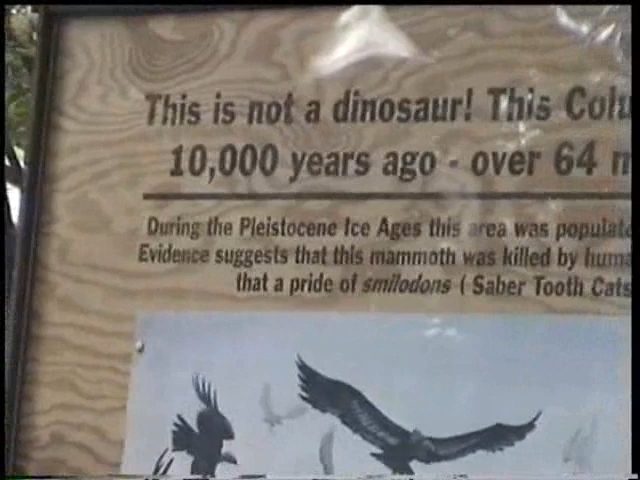 This is not a dinosaur! This Colu
10,000 years ago - over 64 m
During the Pleistocene Ice Ages this area was populate
Evidence suggests that this mammoth was killed by huma
that a pride of smilodons ( Saber Tooth Cats